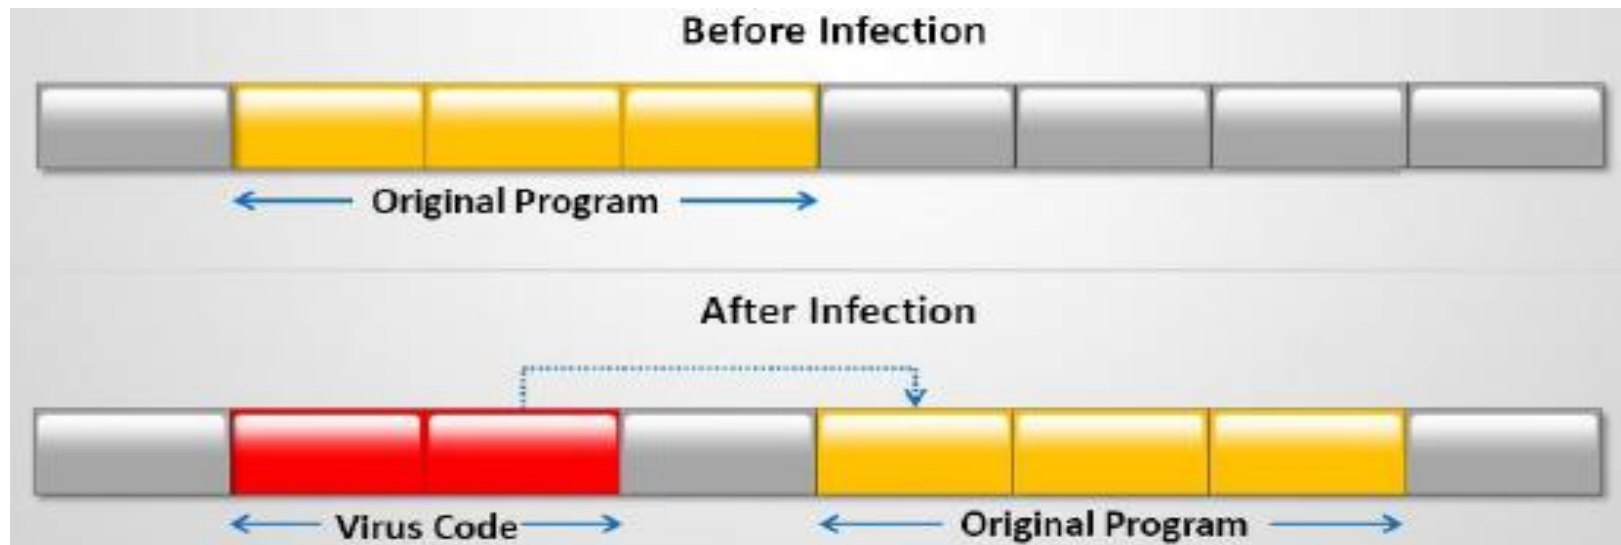 Before Infection
Original Program
After Infection
Virus Code
Original Program